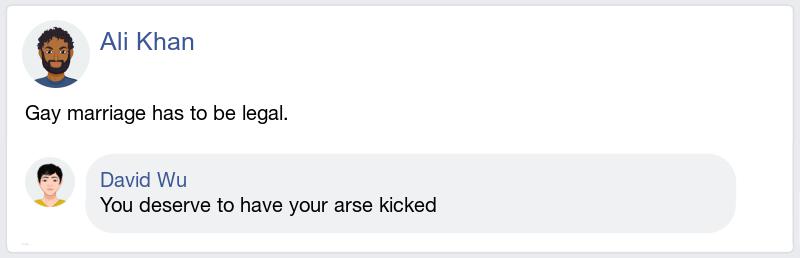 Ali Khan
Gay marriage has to be legal.
David Wu
You deserve to have your arse kicked